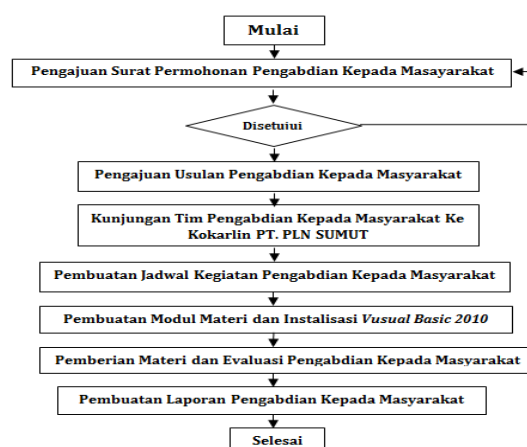 Mulai
Pengajuan Surat Permohonan Pengabdian Kepada Masayarakat
Disetuiui
Pengajuan Usulan Pengabdian Kepada Masyarakat
Kunjungan Tim Pengabdian Kepada Masyarakat Ke
Kokarlin PT. PLN SUMUT
Pembuatan Jadwal Kegiatan Pengabdian Kepada Masyarakat
Pembuatan Modul Materi dan Instalisasi Vusual Basic 2010
Pemberian Materi dan Evaluasi Pengabdian Kepada Masyarakat
Pembuatan Laporan Pengabdian Kepada Masyarakat
Selesai